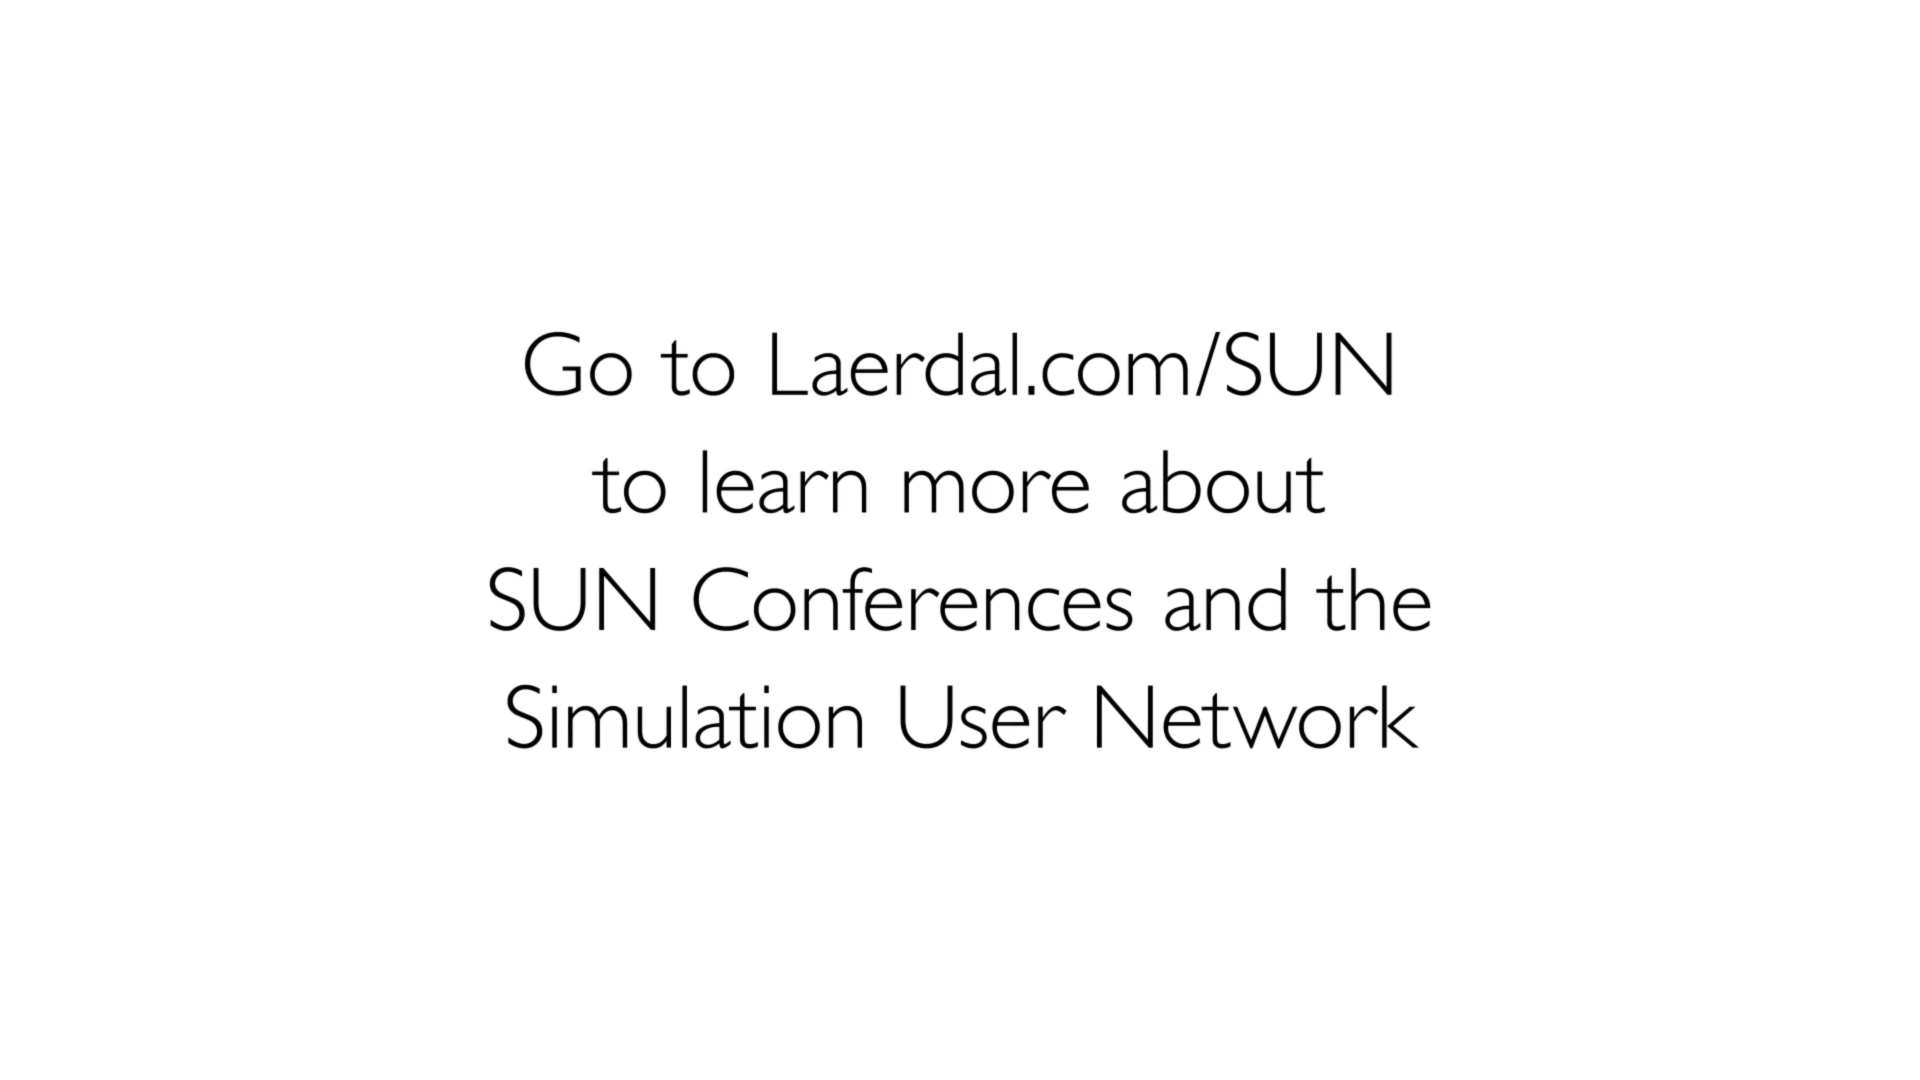 Go to Laerdal.com/SUN
to learn more about
SUN Conferences and the
Simulation User Network